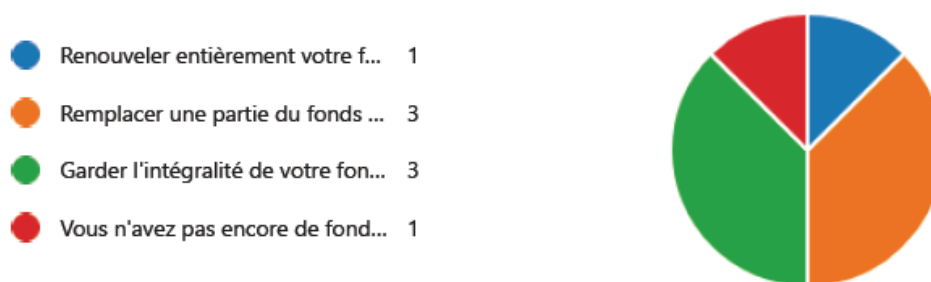 Renouveler entièrement votre f... 1
Remplacer une partie du fonds ... 3
Garder l'intégralité de votre fon... 3
Vous n'avez pas encore de fond... 1